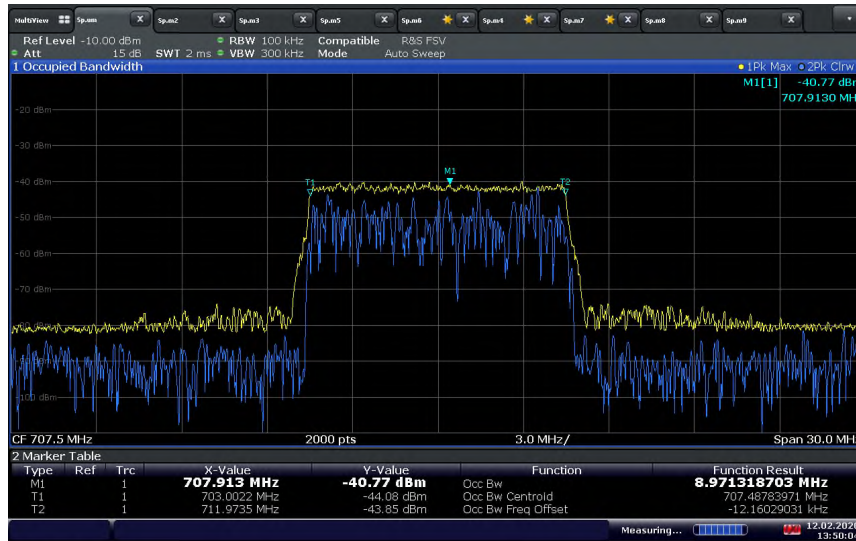 MultiView Sp.um X Sp.m2 X Sp.m3 X Sp.m5 X Sp.m6 X Sp.m4 X Sp.m7 X Sp.m8 X Sp.m9 X
Ref Level -10.00 dBm RBW 100 kHz Compatible R&S FSV
Att 15 dB SWT 2 ms VBW 300 kHz Mode Auto Sweep
1 Occupied Bandwidth 1Pk Max 2Pk Clrw
M1[1] -40.77 dBm
707.9130 MH
-20 dBm
-30 dBm
-40 dBm
M1
T1 T2
-50 dBm
-60 dBm
-70 dBm
-100 dBm
CF 707.5 MHz 2000 pts 3.0 MHz/ Span 30.0 MHz
2 Marker Table
Type Ref Trc X-Value Y-Value Function Function Result
M1 1 707.913 MHz -40.77 dBm Occ Bw 8.971318703 MHz
T1 1 703.0022 MHz -44.08 dBm Occ Bw Centroid 707.48783971 MHz
T2 1 711.9735 MHz -43.85 dBm Occ Bw Freq Offset -12.16029031 kHz
Measuring... 12.02.2020
13:50:04